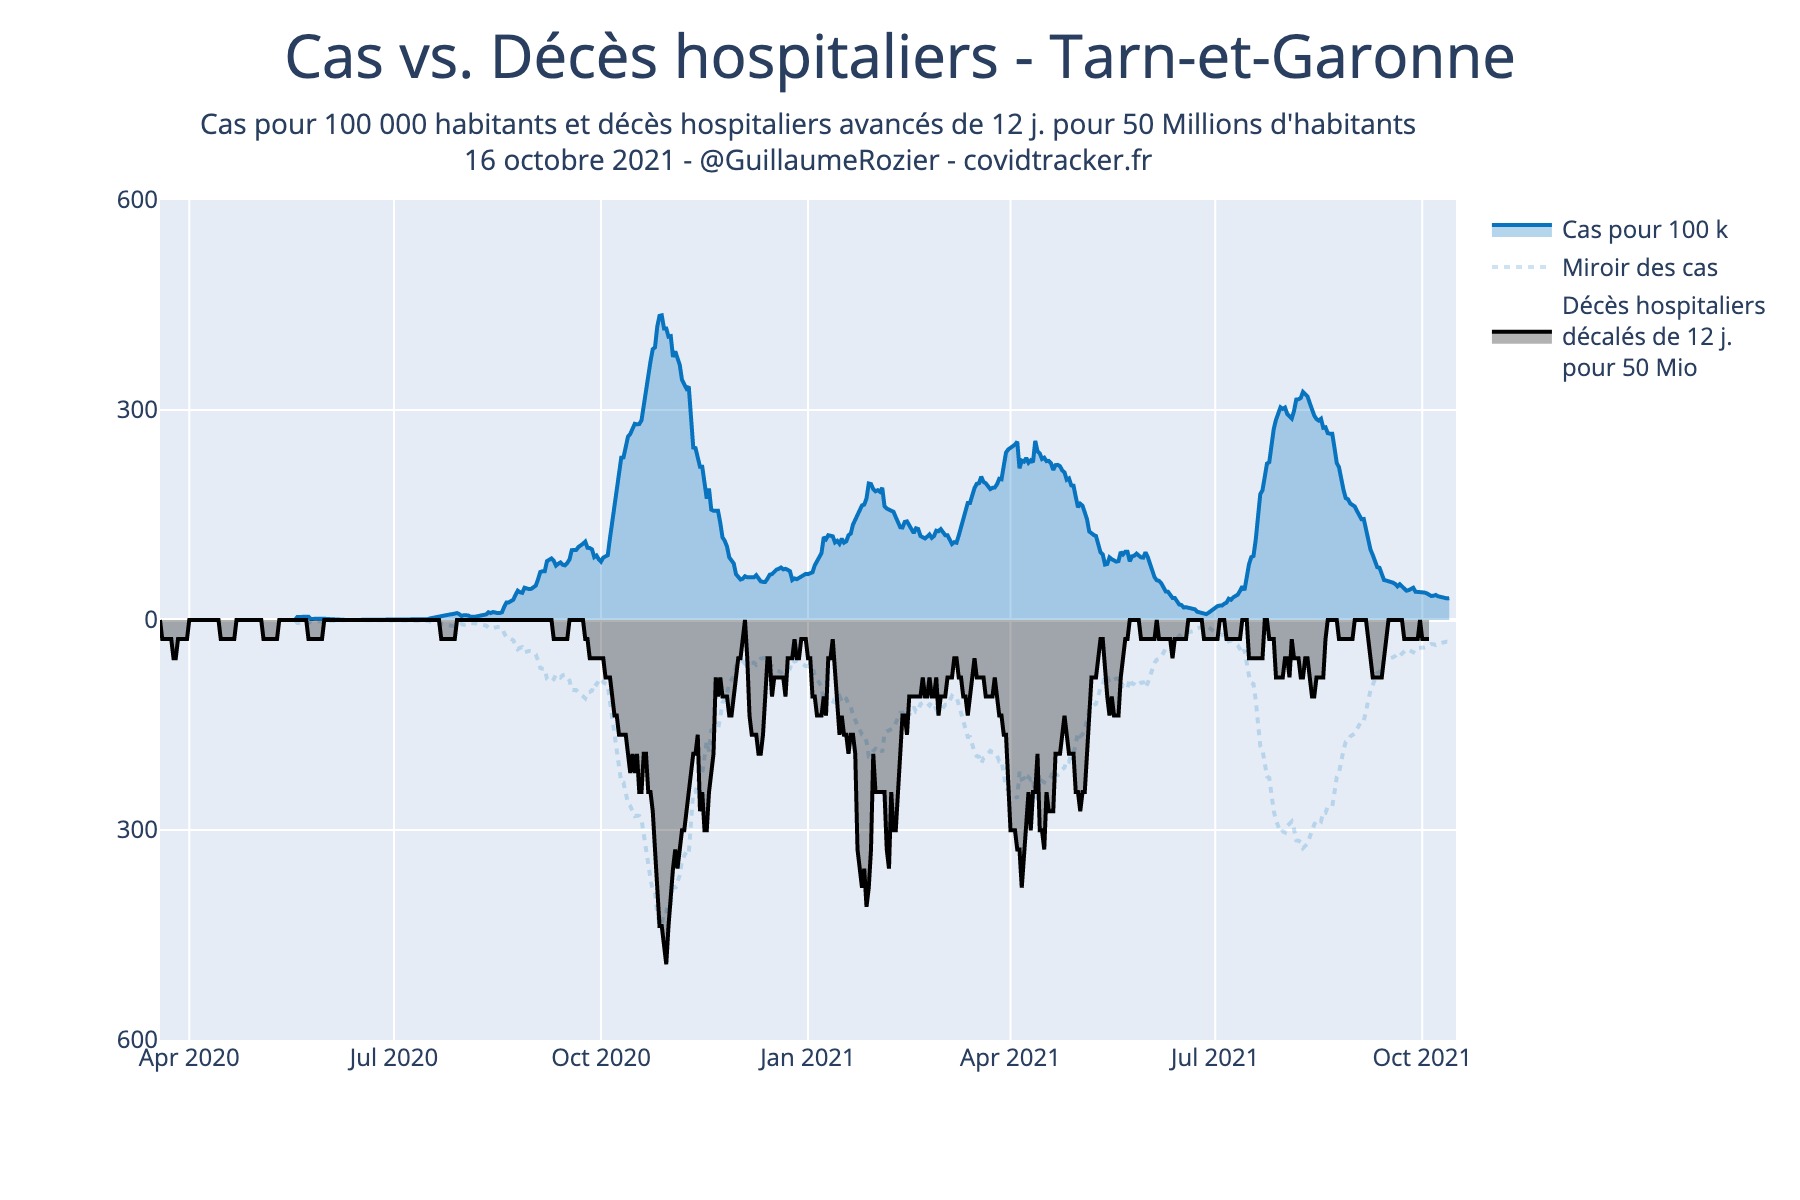 Cas vs. Décès hospitaliers - Tarn-et-Garonne
Cas pour 100 000 habitants et décès hospitaliers avancés de 12 j. pour 50 Millions d'habitants
16 octobre 2021 - @GuillaumeRozier - covidtracker.fr
600
300
0
300
600
Apr 2020
Jul 2020
Oct 2020
Jan 2021
Apr 2021
Jul 2021
Oct 2021
Cas pour 100 k
Miroir des cas
Décès hospitaliers
décalés de 12 j.
pour 50 Mio